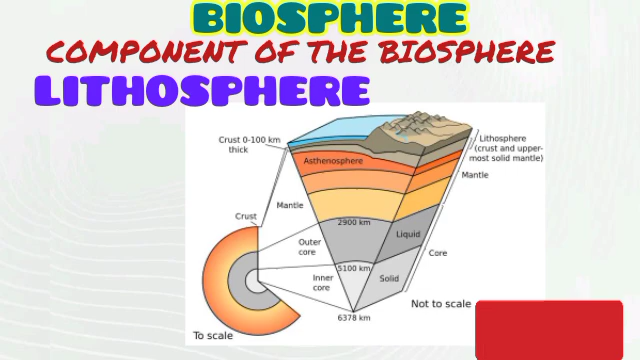 BIOSPHERE
COMPONENT OF THE BIOSPHERE
LITHOSPHERE
Crust 0-100 km
thick
Asthenosphere
Lithosphere
(crust and upper-
most solid mantle)
Mantle
Mantle
Crust
2900 km
Outer
core
Liquid
Core
5100 km
Inner
core
Solid
6378 km
Not to scale
To scale